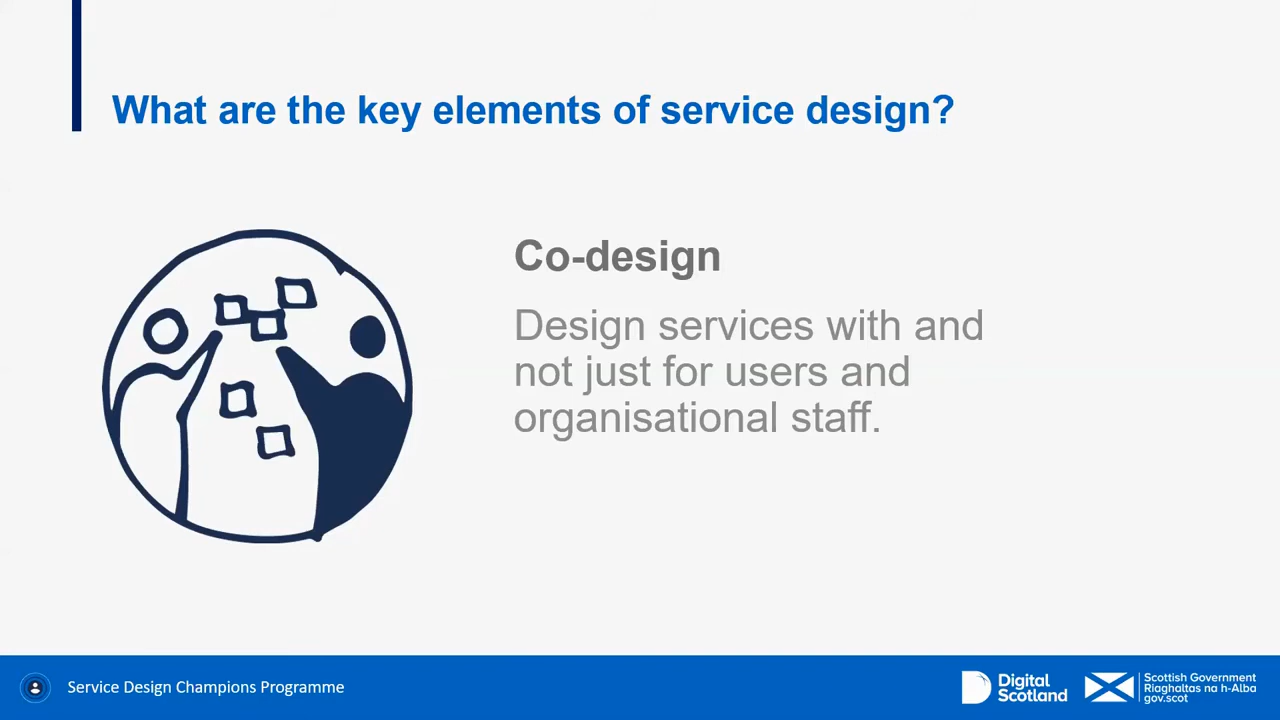 What are the key elements of service design?
Co-design
Design services with and
not just for users and
organisational staff.
Service Design Champions Programme
Digital
Scotland
Scottish Government
Riaghaltas na h-Alba
gov.scot